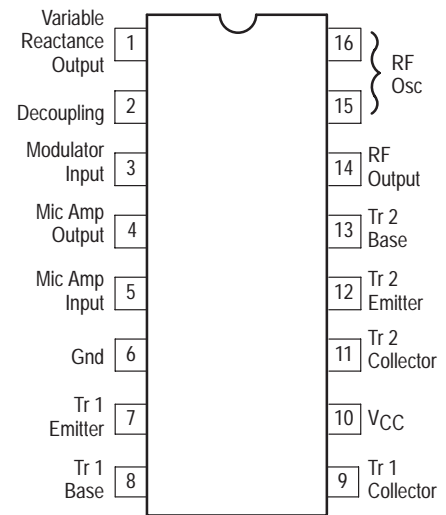 Variable
Reactance
Output
1
16
RF
Osc
Decoupling
2
15
Modulator
Input
3
14
RF
Output
Mic Amp
Output
4
13
Tr 2
Base
Mic Amp
Input
5
12
Tr 2
Emitter
Gnd
6
11
Tr 2
Collector
Tr 1
Emitter
7
10
VCC
Tr 1
Base
8
9
Tr 1
Collector